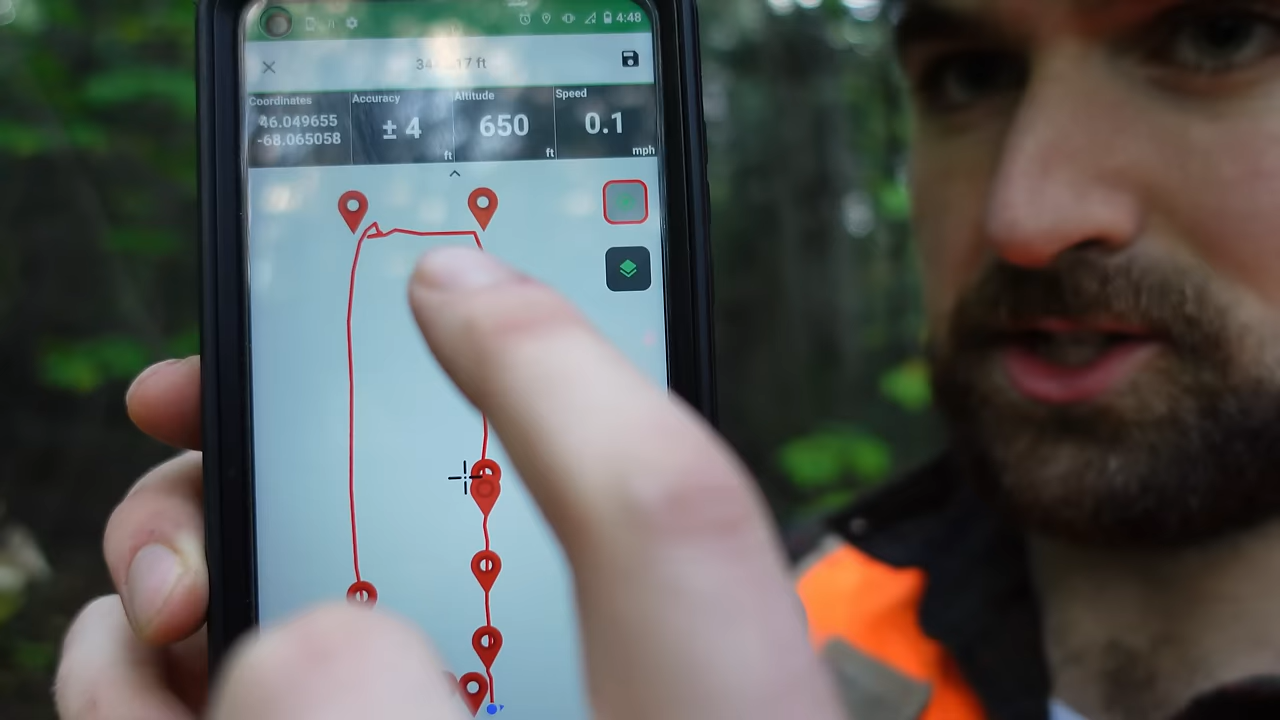 4:48
17 ft
Coordinates
46.049655
-68.065058
Accuracy
± 4
ft
Altitude
650
ft
Speed
0.1
mph